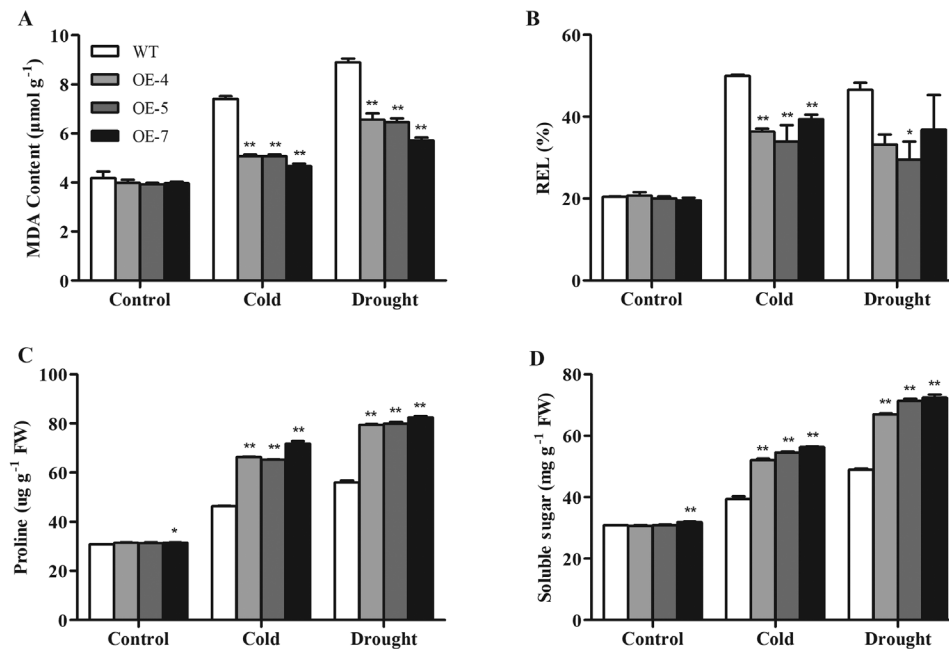 A
MDA Content (μmol g⁻¹)
10
8
6
4
2
0
WT
OE-4
OE-5
OE-7
** ** **
** ** **
Control Cold Drought
B
REL (%)
60
40
20
0
** ** **
*
Control Cold Drought
C
Proline (ug g⁻¹ FW)
100
80
60
40
20
0
*
** ** **
** ** **
Control Cold Drought
D
Soluble sugar (mg g⁻¹ FW)
80
60
40
20
0
**
** ** **
** ** **
Control Cold Drought